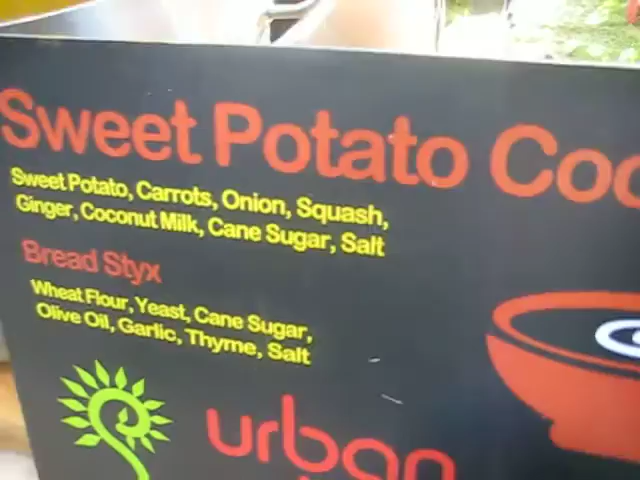 Sweet Potato Coc
Sweet Potato, Carrots, Onion, Squash,
Ginger, Coconut Milk, Cane Sugar, Salt
Bread Styx
Wheat Flour, Yeast, Cane Sugar,
Olive Oil, Garlic, Thyme, Salt
urban